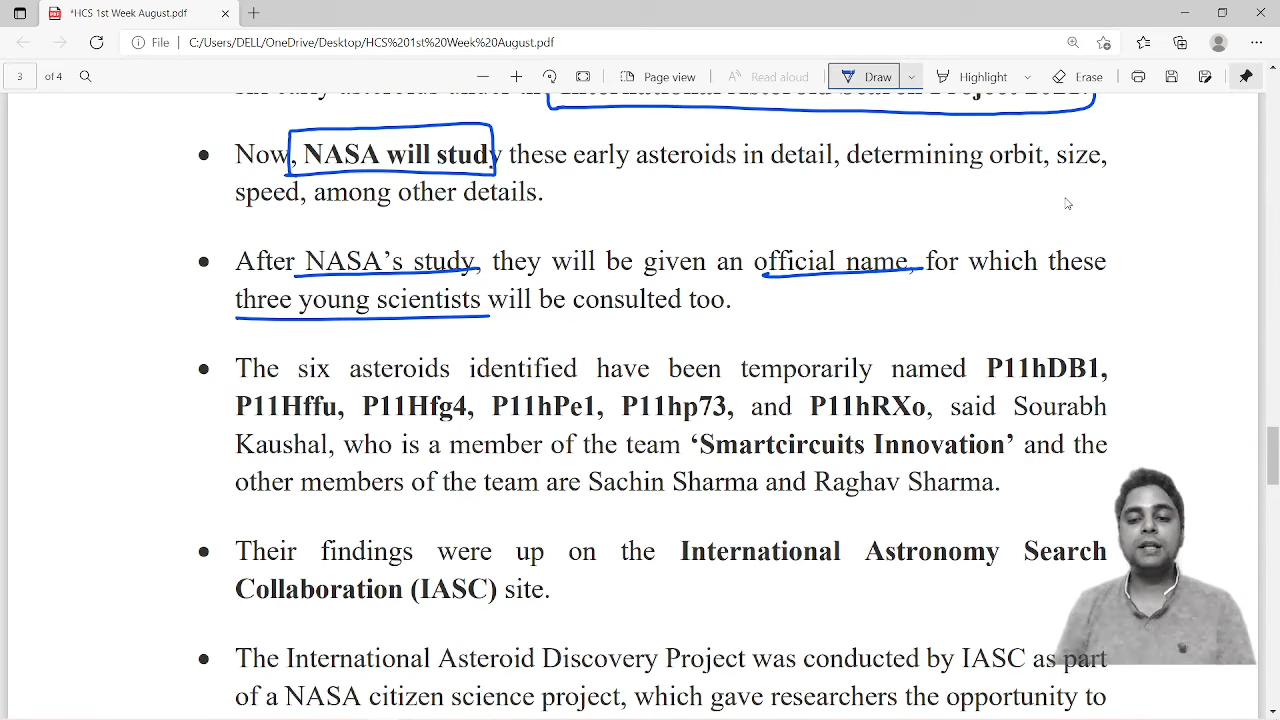 *HCS 1st Week August.pdf
File C:/Users/DELL/OneDrive/Desktop/HCS%201st%20Week%20August.pdf
3 of 4 Page view Read aloud Draw Highlight Erase
• Now, NASA will study these early asteroids in detail, determining orbit, size,
speed, among other details.
• After NASA’s study, they will be given an official name, for which these
three young scientists will be consulted too.
• The six asteroids identified have been temporarily named P11hDB1,
P11Hffu, P11Hfg4, P11hPe1, P11hp73, and P11hRXo, said Sourabh
Kaushal, who is a member of the team ‘Smartcircuits Innovation’ and the
other members of the team are Sachin Sharma and Raghav Sharma.
• Their findings were up on the International Astronomy Search
Collaboration (IASC) site.
• The International Asteroid Discovery Project was conducted by IASC as part
of a NASA citizen science project, which gave researchers the opportunity to